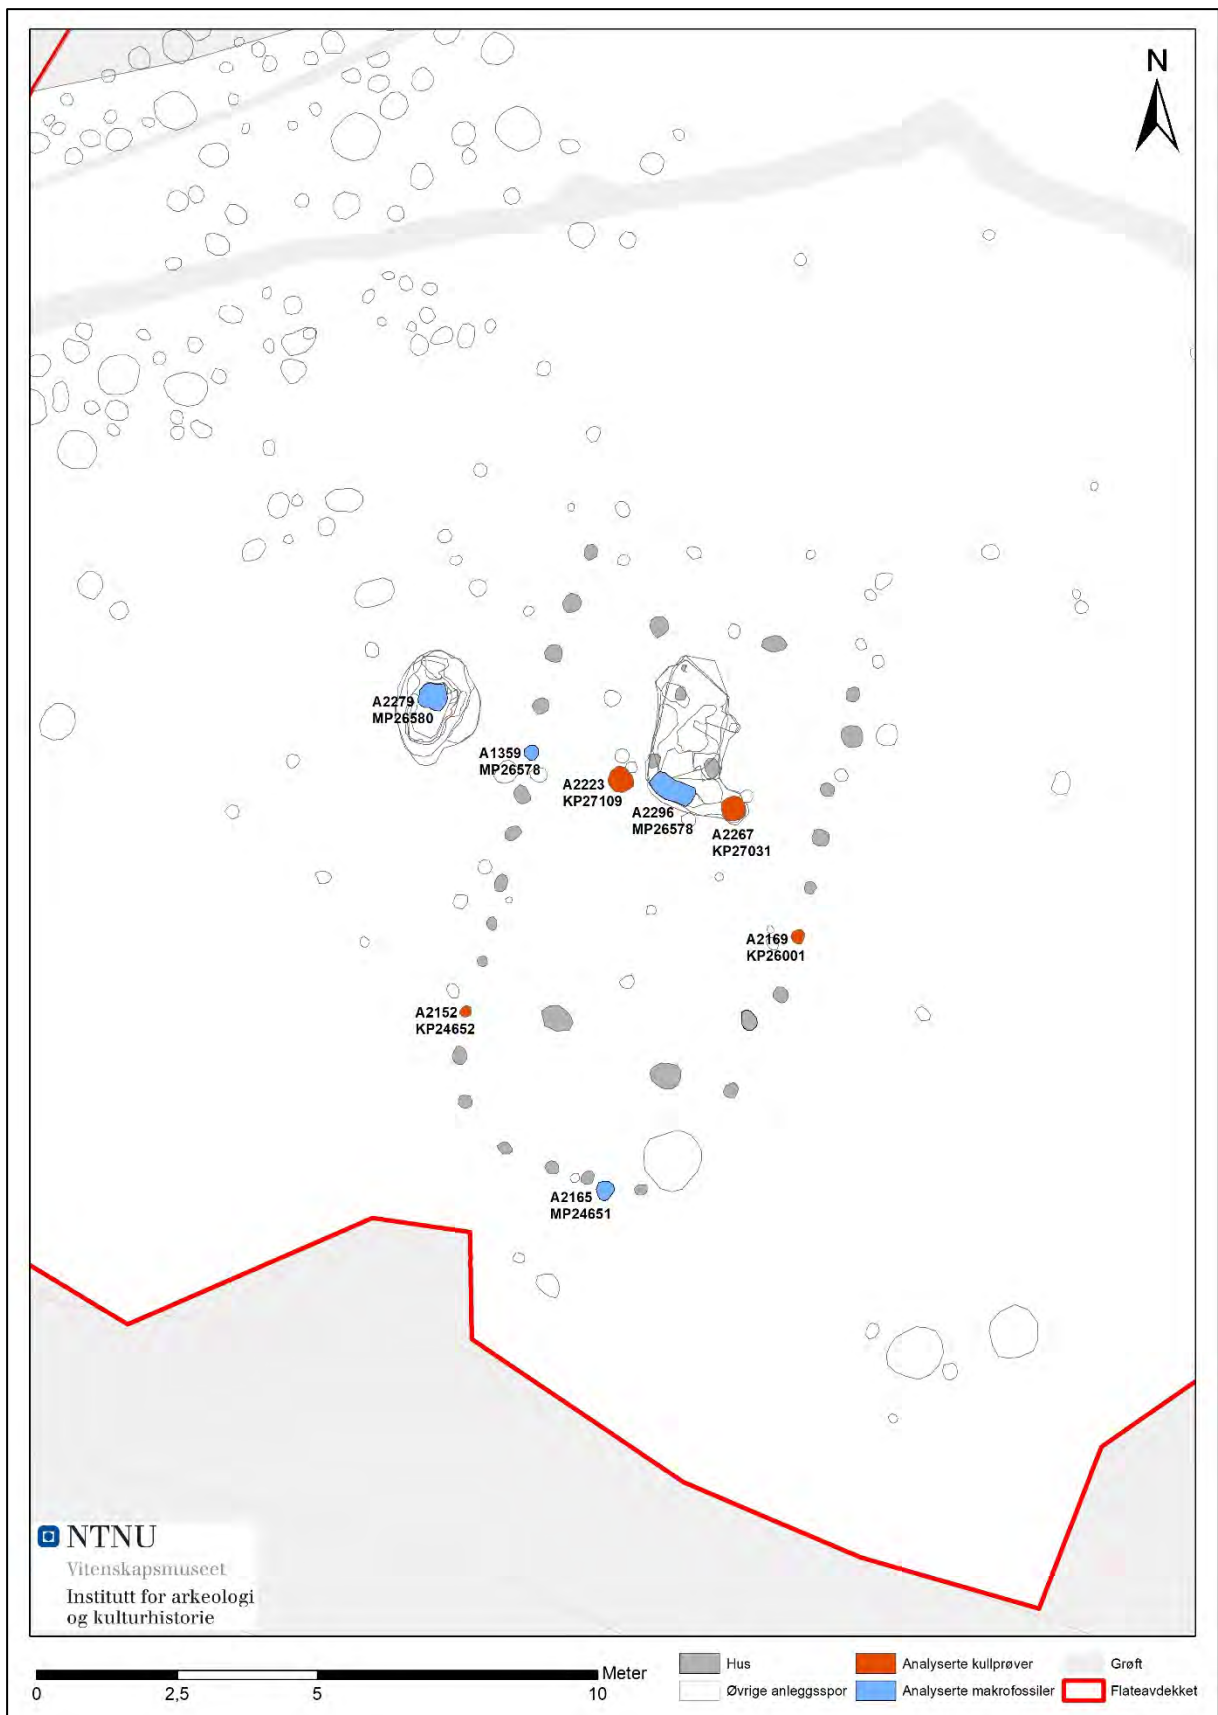 N
A2279
MP26580
A1359
MP26578
A2223
KP27109
A2296
MP26578
A2267
KP27031
A2169
KP26001
A2152
KP24652
A2165
MP24651
NTNU
Vitenskapsmuseet
Institutt for arkeologi
og kulturhistorie
Meter
0 2,5 5 10
Hus
Øvrige anleggsspor
Analyserte kullprøver
Analyserte makrofossiler
Grøft
Flateavdekket